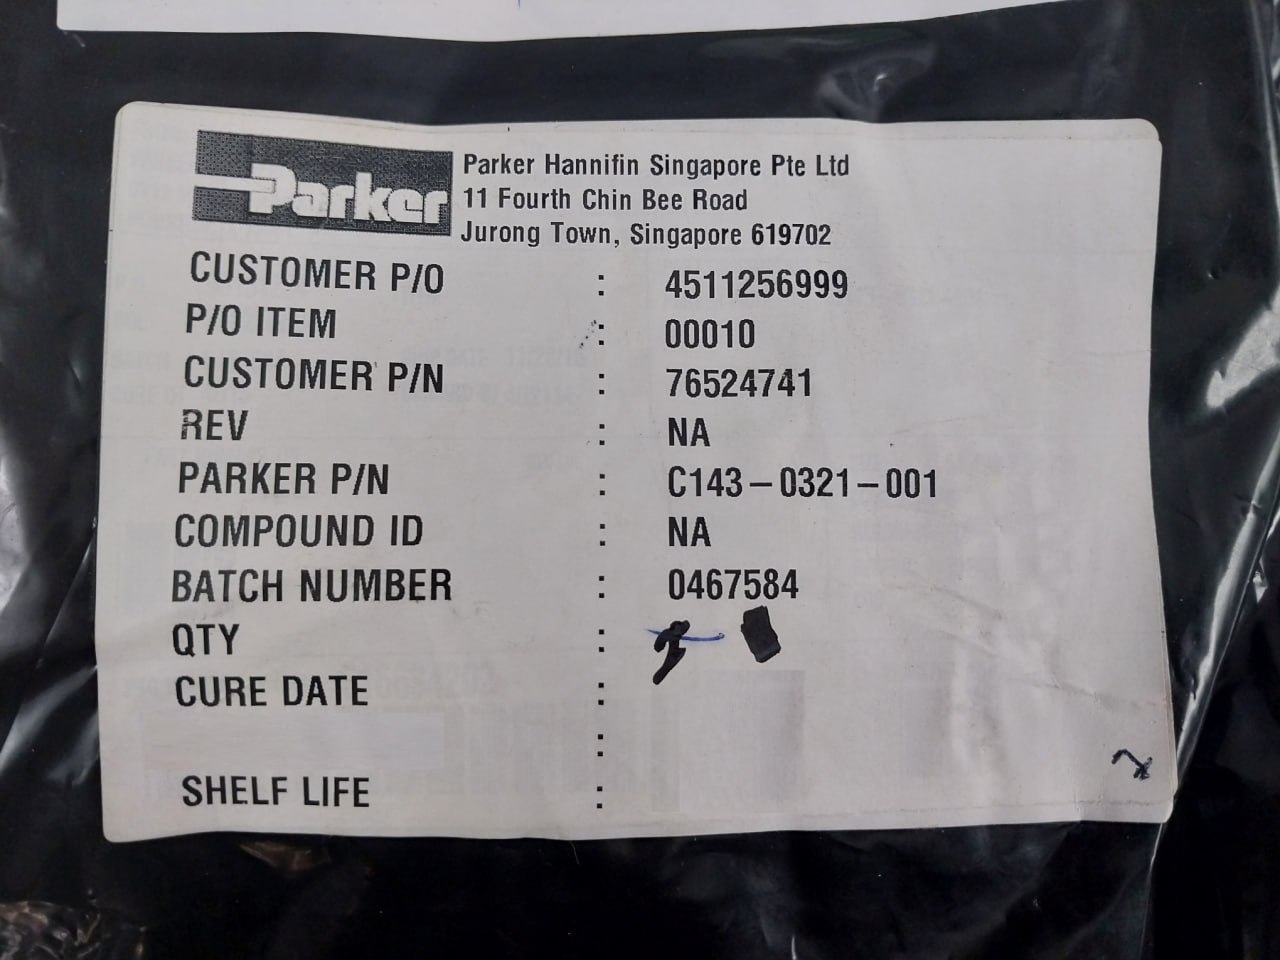 Parker
Parker Hannifin Singapore Pte Ltd
11 Fourth Chin Bee Road
Jurong Town, Singapore 619702
CUSTOMER P/O : 4511256999
P/O ITEM : 00010
CUSTOMER P/N : 76524741
REV : NA
PARKER P/N : C143-0321-001
COMPOUND ID : NA
BATCH NUMBER : 0467584
QTY :
CURE DATE :
:
SHELF LIFE :